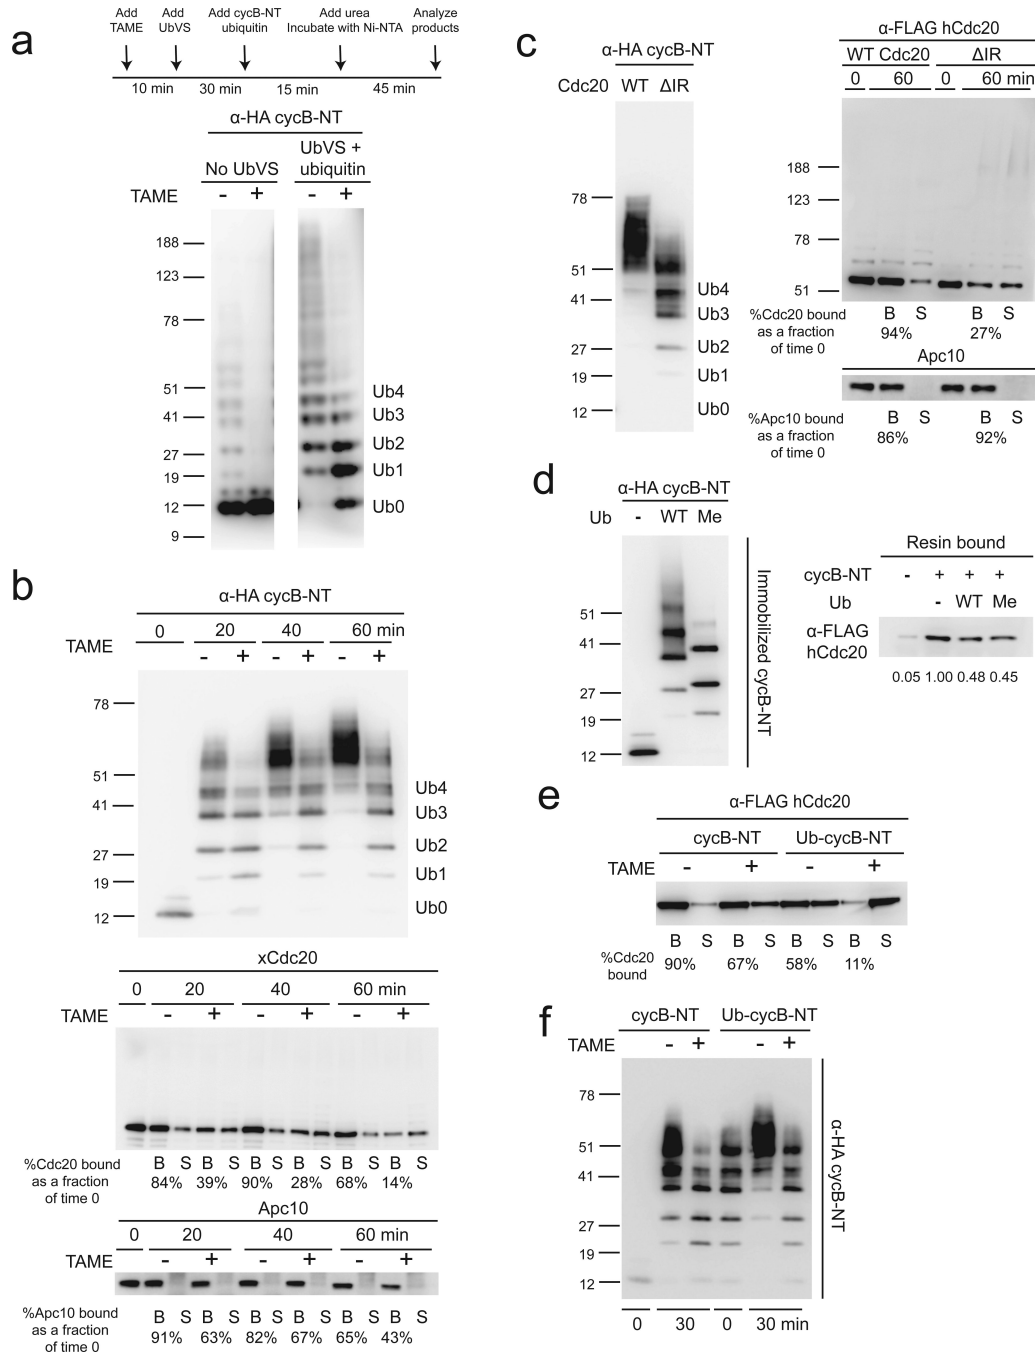 a
Add TAME
Add UbVS
Add cycB-NT ubiquitin
Add urea Incubate with Ni-NTA
Analyze products
10 min 30 min 15 min 45 min
α-HA cycB-NT
No UbVS
UbVS + ubiquitin
TAME - + - +
188
123
78
51
41
27
19
12
9
Ub4
Ub3
Ub2
Ub1
Ub0
b
α-HA cycB-NT
0 20 40 60 min
TAME - + - + - +
78
51
41
27
19
12
Ub4
Ub3
Ub2
Ub1
Ub0
xCdc20
0 20 40 60 min
TAME - + - + - +
B S B S B S B S B S B S
%Cdc20 bound as a fraction of time 0
84% 39% 90% 28% 68% 14%
Apc10
0 20 40 60 min
TAME - + - + - +
B S B S B S B S B S B S
%Apc10 bound as a fraction of time 0
91% 63% 82% 67% 65% 43%
c
α-HA cycB-NT
Cdc20 WT ΔIR
78
51
41
27
19
12
Ub4
Ub3
Ub2
Ub1
Ub0
α-FLAG hCdc20
WT Cdc20 ΔIR
0 60 0 60 min
188
123
78
51
B S B S
%Cdc20 bound as a fraction of time 0
94% 27%
Apc10
B S B S
%Apc10 bound as a fraction of time 0
86% 92%
d
α-HA cycB-NT
Ub - WT Me
51
41
27
19
12
Immobilized cycB-NT
Resin bound
cycB-NT - + + +
Ub - WT Me
α-FLAG hCdc20
0.05 1.00 0.48 0.45
e
α-FLAG hCdc20
cycB-NT Ub-cycB-NT
TAME - + - +
B S B S B S B S
%Cdc20 bound
90% 67% 58% 11%
f
cycB-NT Ub-cycB-NT
TAME - + - +
78
51
41
27
19
12
α-HA cycB-NT
0 30 0 30 min